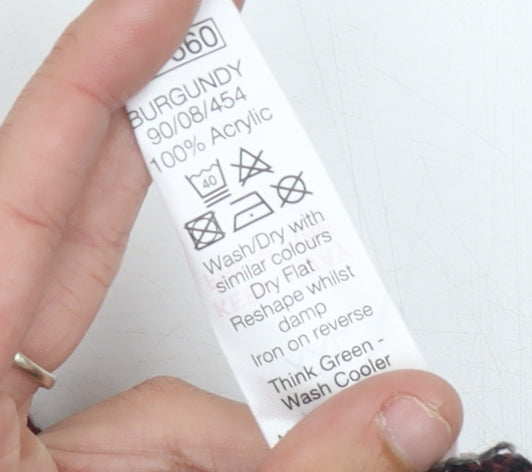 660
BURGUNDY
90/08/454
100% Acrylic
40
Wash/Dry with
similar colours
Dry Flat
Reshape whilst
damp
Iron on reverse
Think Green -
Wash Cooler